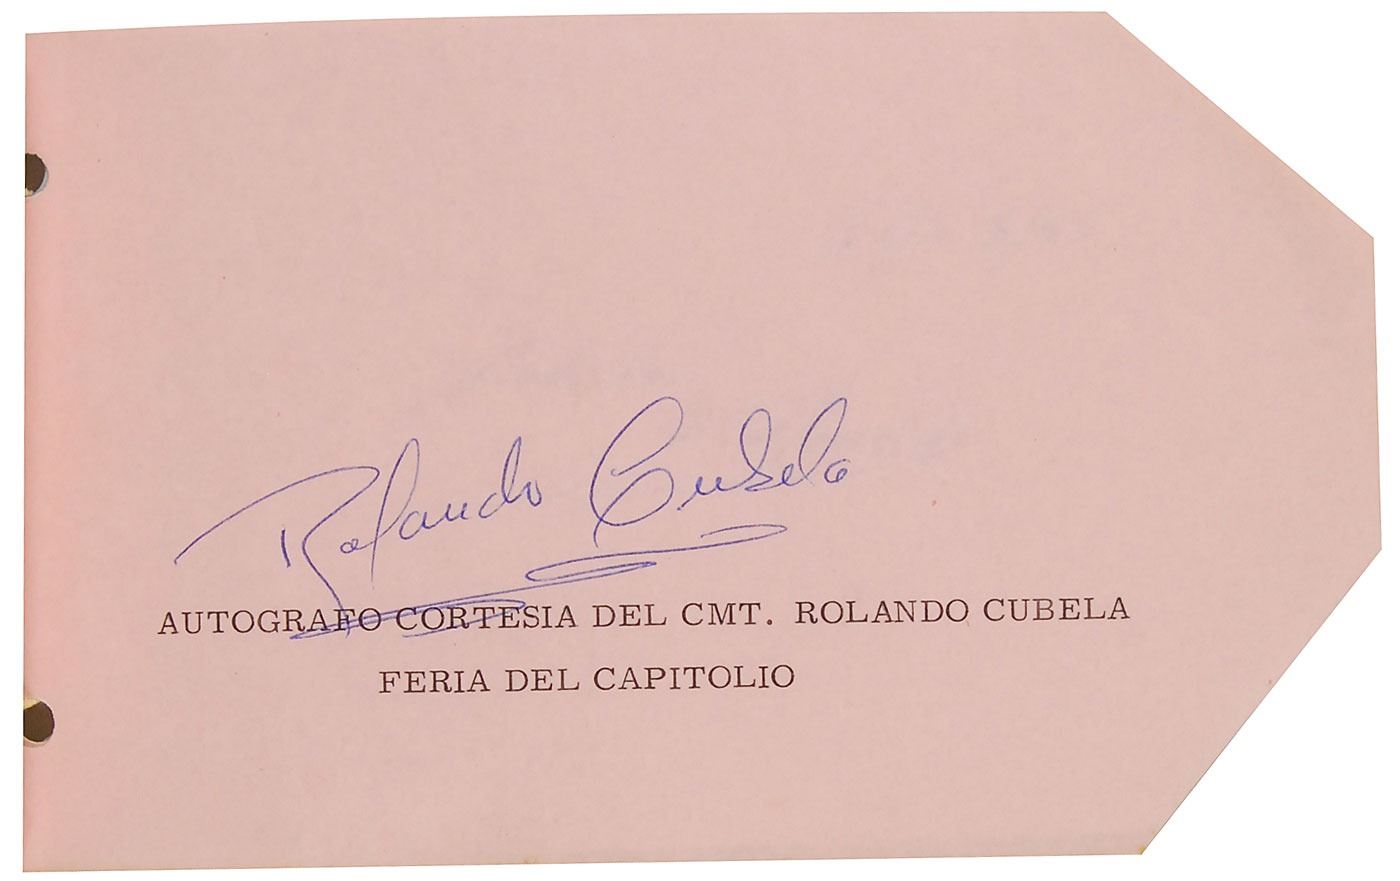 Rolando Cubela
AUTOGRAFO CORTESIA DEL CMT. ROLANDO CUBELA
FERIA DEL CAPITOLIO